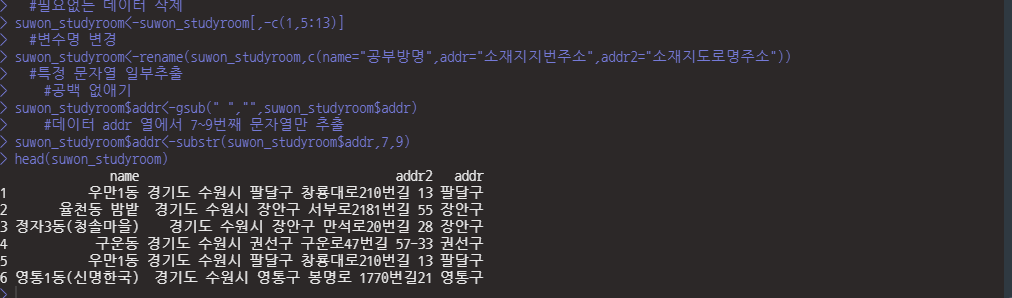 >   #필요없는 데이터 삭제
> suwon_studyroom<-suwon_studyroom[,-c(1,5:13)]
>   #변수명 변경
> suwon_studyroom<-rename(suwon_studyroom,c(name="공부방명",addr="소재지지번주소",addr2="소재지도로명주소"))
>   #특정 문자열 일부추출
>     #공백 없애기
> suwon_studyroom$addr<-gsub(" ","",suwon_studyroom$addr)
>     #데이터 addr 열에서 7~9번째 문자열만 추출
> suwon_studyroom$addr<-substr(suwon_studyroom$addr,7,9)
> head(suwon_studyroom)
name addr2 addr
1 우만1동 경기도 수원시 팔달구 창룡대로210번길 13 팔달구
2 율천동 밤밭 경기도 수원시 장안구 서부로2181번길 55 장안구
3 정자3동(청솔마을) 경기도 수원시 장안구 만석로20번길 28 장안구
4 구운동 경기도 수원시 권선구 구운로47번길 57-33 권선구
5 우만1동 경기도 수원시 팔달구 창룡대로210번길 13 팔달구
6 영통1동(신명한국) 경기도 수원시 영통구 봉명로 1770번길21 영통구
>